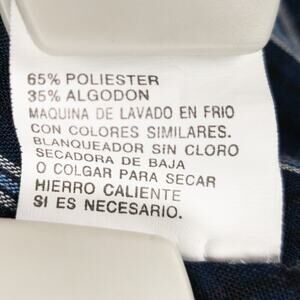 65% POLIESTER
35% ALGODON
MAQUINA DE LAVADO EN FRIO
CON COLORES SIMILARES.
BLANQUEADOR SIN CLORO
SECADORA DE BAJA
O COLGAR PARA SECAR
HIERRO CALIENTE
SI ES NECESARIO.